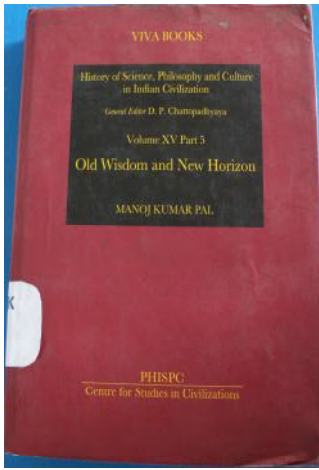 VIVA BOOKS
History of Science, Philosophy and Culture
in Indian Civilization
General Editor D. P. Chattopadhyaya
Volume XV Part 5
Old Wisdom and New Horizon
MANOJ KUMAR PAL
PHISPC
Centre for Studies in Civilizations